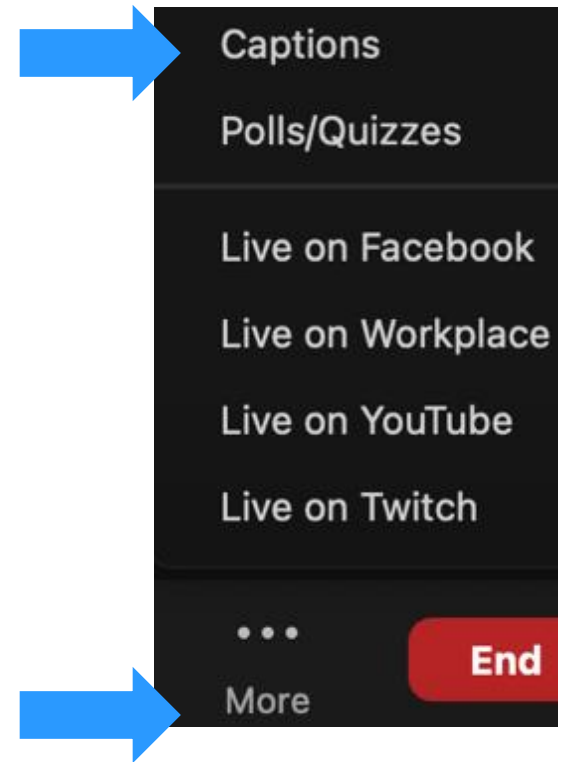 Captions
Polls/Quizzes
Live on Facebook
Live on Workplace
Live on YouTube
Live on Twitch
End
More